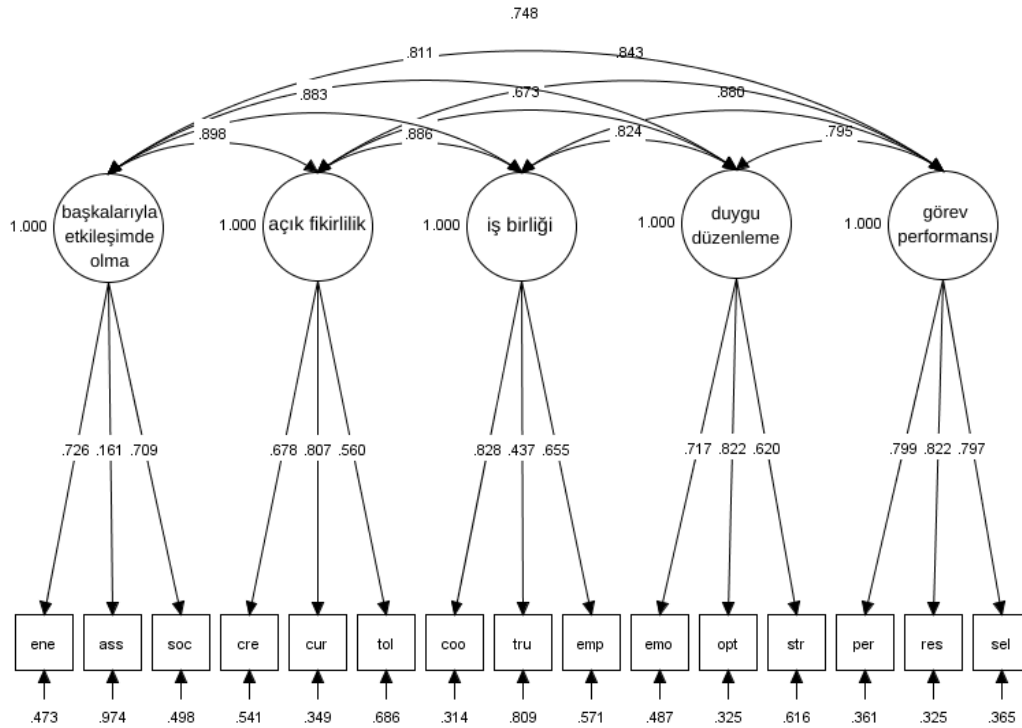 .748
.811 .843
.883 .673 .880
.898 .886 .824 .795
1.000 başkalarıyla etkileşimde olma
1.000 açık fikirlilik
1.000 iş birliği
1.000 duygu düzenleme
1.000 görev performansı
.726 .161 .709 .678 .807 .560 .828 .437 .655 .717 .822 .620 .799 .822 .797
ene ass soc cre cur tol coo tru emp emo opt str per res sel
.473 .974 .498 .541 .349 .686 .314 .809 .571 .487 .325 .616 .361 .325 .365